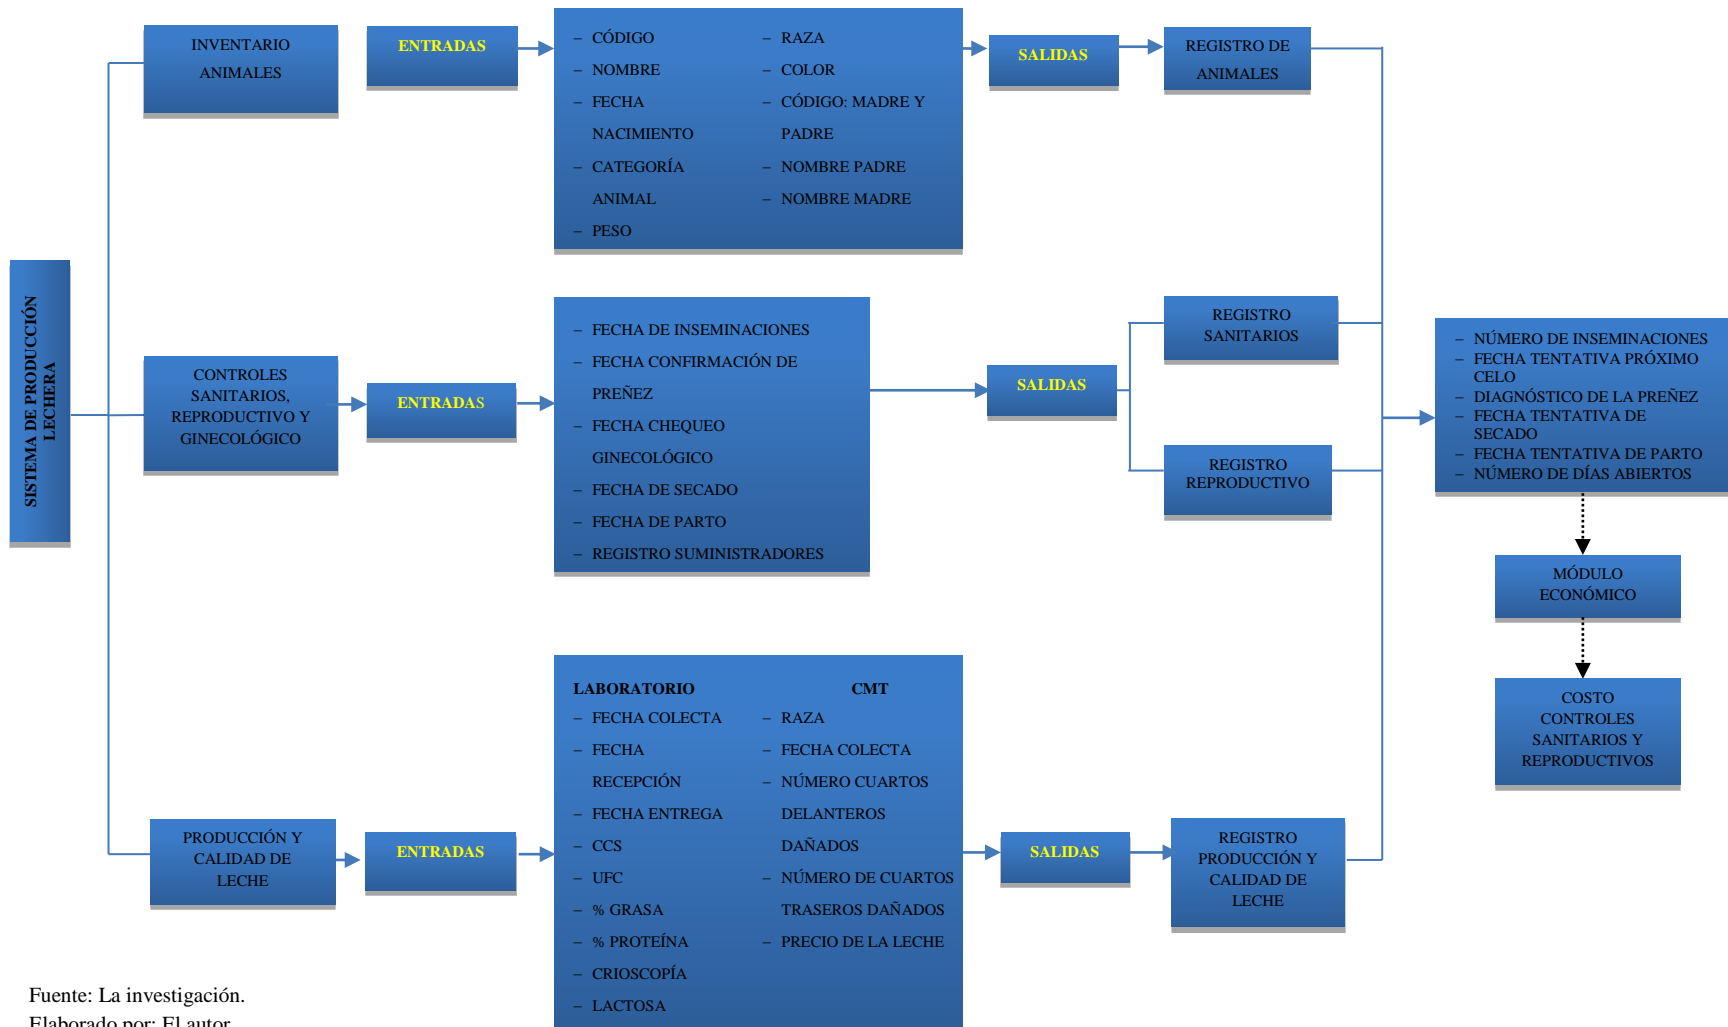 SISTEMA DE PRODUCCIÓN
LECHERA
INVENTARIO
ANIMALES
ENTRADAS
– CÓDIGO
– NOMBRE
– FECHA
NACIMIENTO
– CATEGORÍA
ANIMAL
– PESO
– RAZA
– COLOR
– CÓDIGO: MADRE Y
PADRE
– NOMBRE PADRE
– NOMBRE MADRE
SALIDAS
REGISTRO DE
ANIMALES
CONTROLES
SANITARIOS,
REPRODUCTIVO Y
GINECOLÓGICO
ENTRADAS
– FECHA DE INSEMINACIONES
– FECHA CONFIRMACIÓN DE
PREÑEZ
– FECHA CHEQUEO
GINECOLÓGICO
– FECHA DE SECADO
– FECHA DE PARTO
– REGISTRO SUMINISTRADORES
SALIDAS
REGISTRO
SANITARIOS
REGISTRO
REPRODUCTIVO
– NÚMERO DE INSEMINACIONES
– FECHA TENTATIVA PRÓXIMO
CELO
– DIAGNÓSTICO DE LA PREÑEZ
– FECHA TENTATIVA DE
SECADO
– FECHA TENTATIVA DE PARTO
– NÚMERO DE DÍAS ABIERTOS
MÓDULO
ECONÓMICO
COSTO
CONTROLES
SANITARIOS Y
REPRODUCTIVOS
PRODUCCIÓN Y
CALIDAD DE
LECHE
ENTRADAS
LABORATORIO
– FECHA COLECTA
– FECHA
RECEPCIÓN
– FECHA ENTREGA
– CCS
– UFC
– % GRASA
– % PROTEÍNA
– CRIOSCOPÍA
– LACTOSA
CMT
– RAZA
– FECHA COLECTA
– NÚMERO CUARTOS
DELANTEROS
DAÑADOS
– NÚMERO DE CUARTOS
TRASEROS DAÑADOS
– PRECIO DE LA LECHE
SALIDAS
REGISTRO
PRODUCCIÓN Y
CALIDAD DE
LECHE
Fuente: La investigación.
Elaborado por: El autor